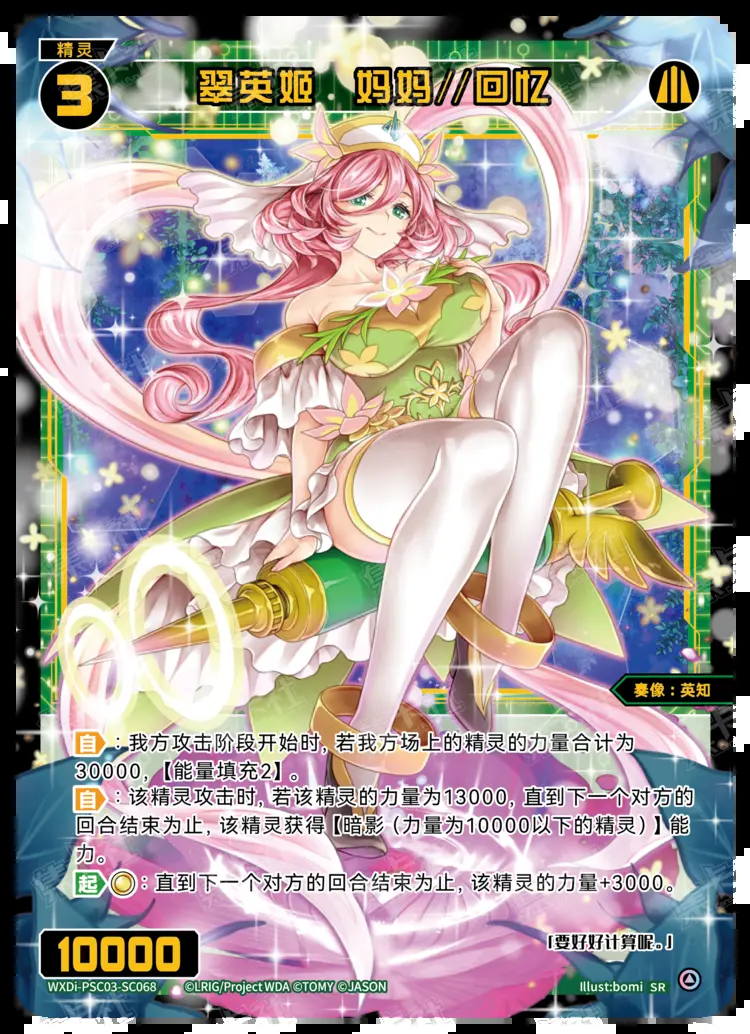 精灵
3
翠英姬 妈妈//回忆
奏像：英知
自：我方攻击阶段开始时，若我方场上的精灵的力量合计为
30000，【能量填充2】。
自：该精灵攻击时，若该精灵的力量为13000，直到下一个对方的
回合结束为止，该精灵获得【暗影（力量为10000以下的精灵）】能
力。
起：直到下一个对方的回合结束为止，该精灵的力量+3000。
「要好好计算呢。」
10000
WXDi-PSC03-SC068 ©LRIG/Project WDA ©TOMY ©JASON Illust:bomi SR